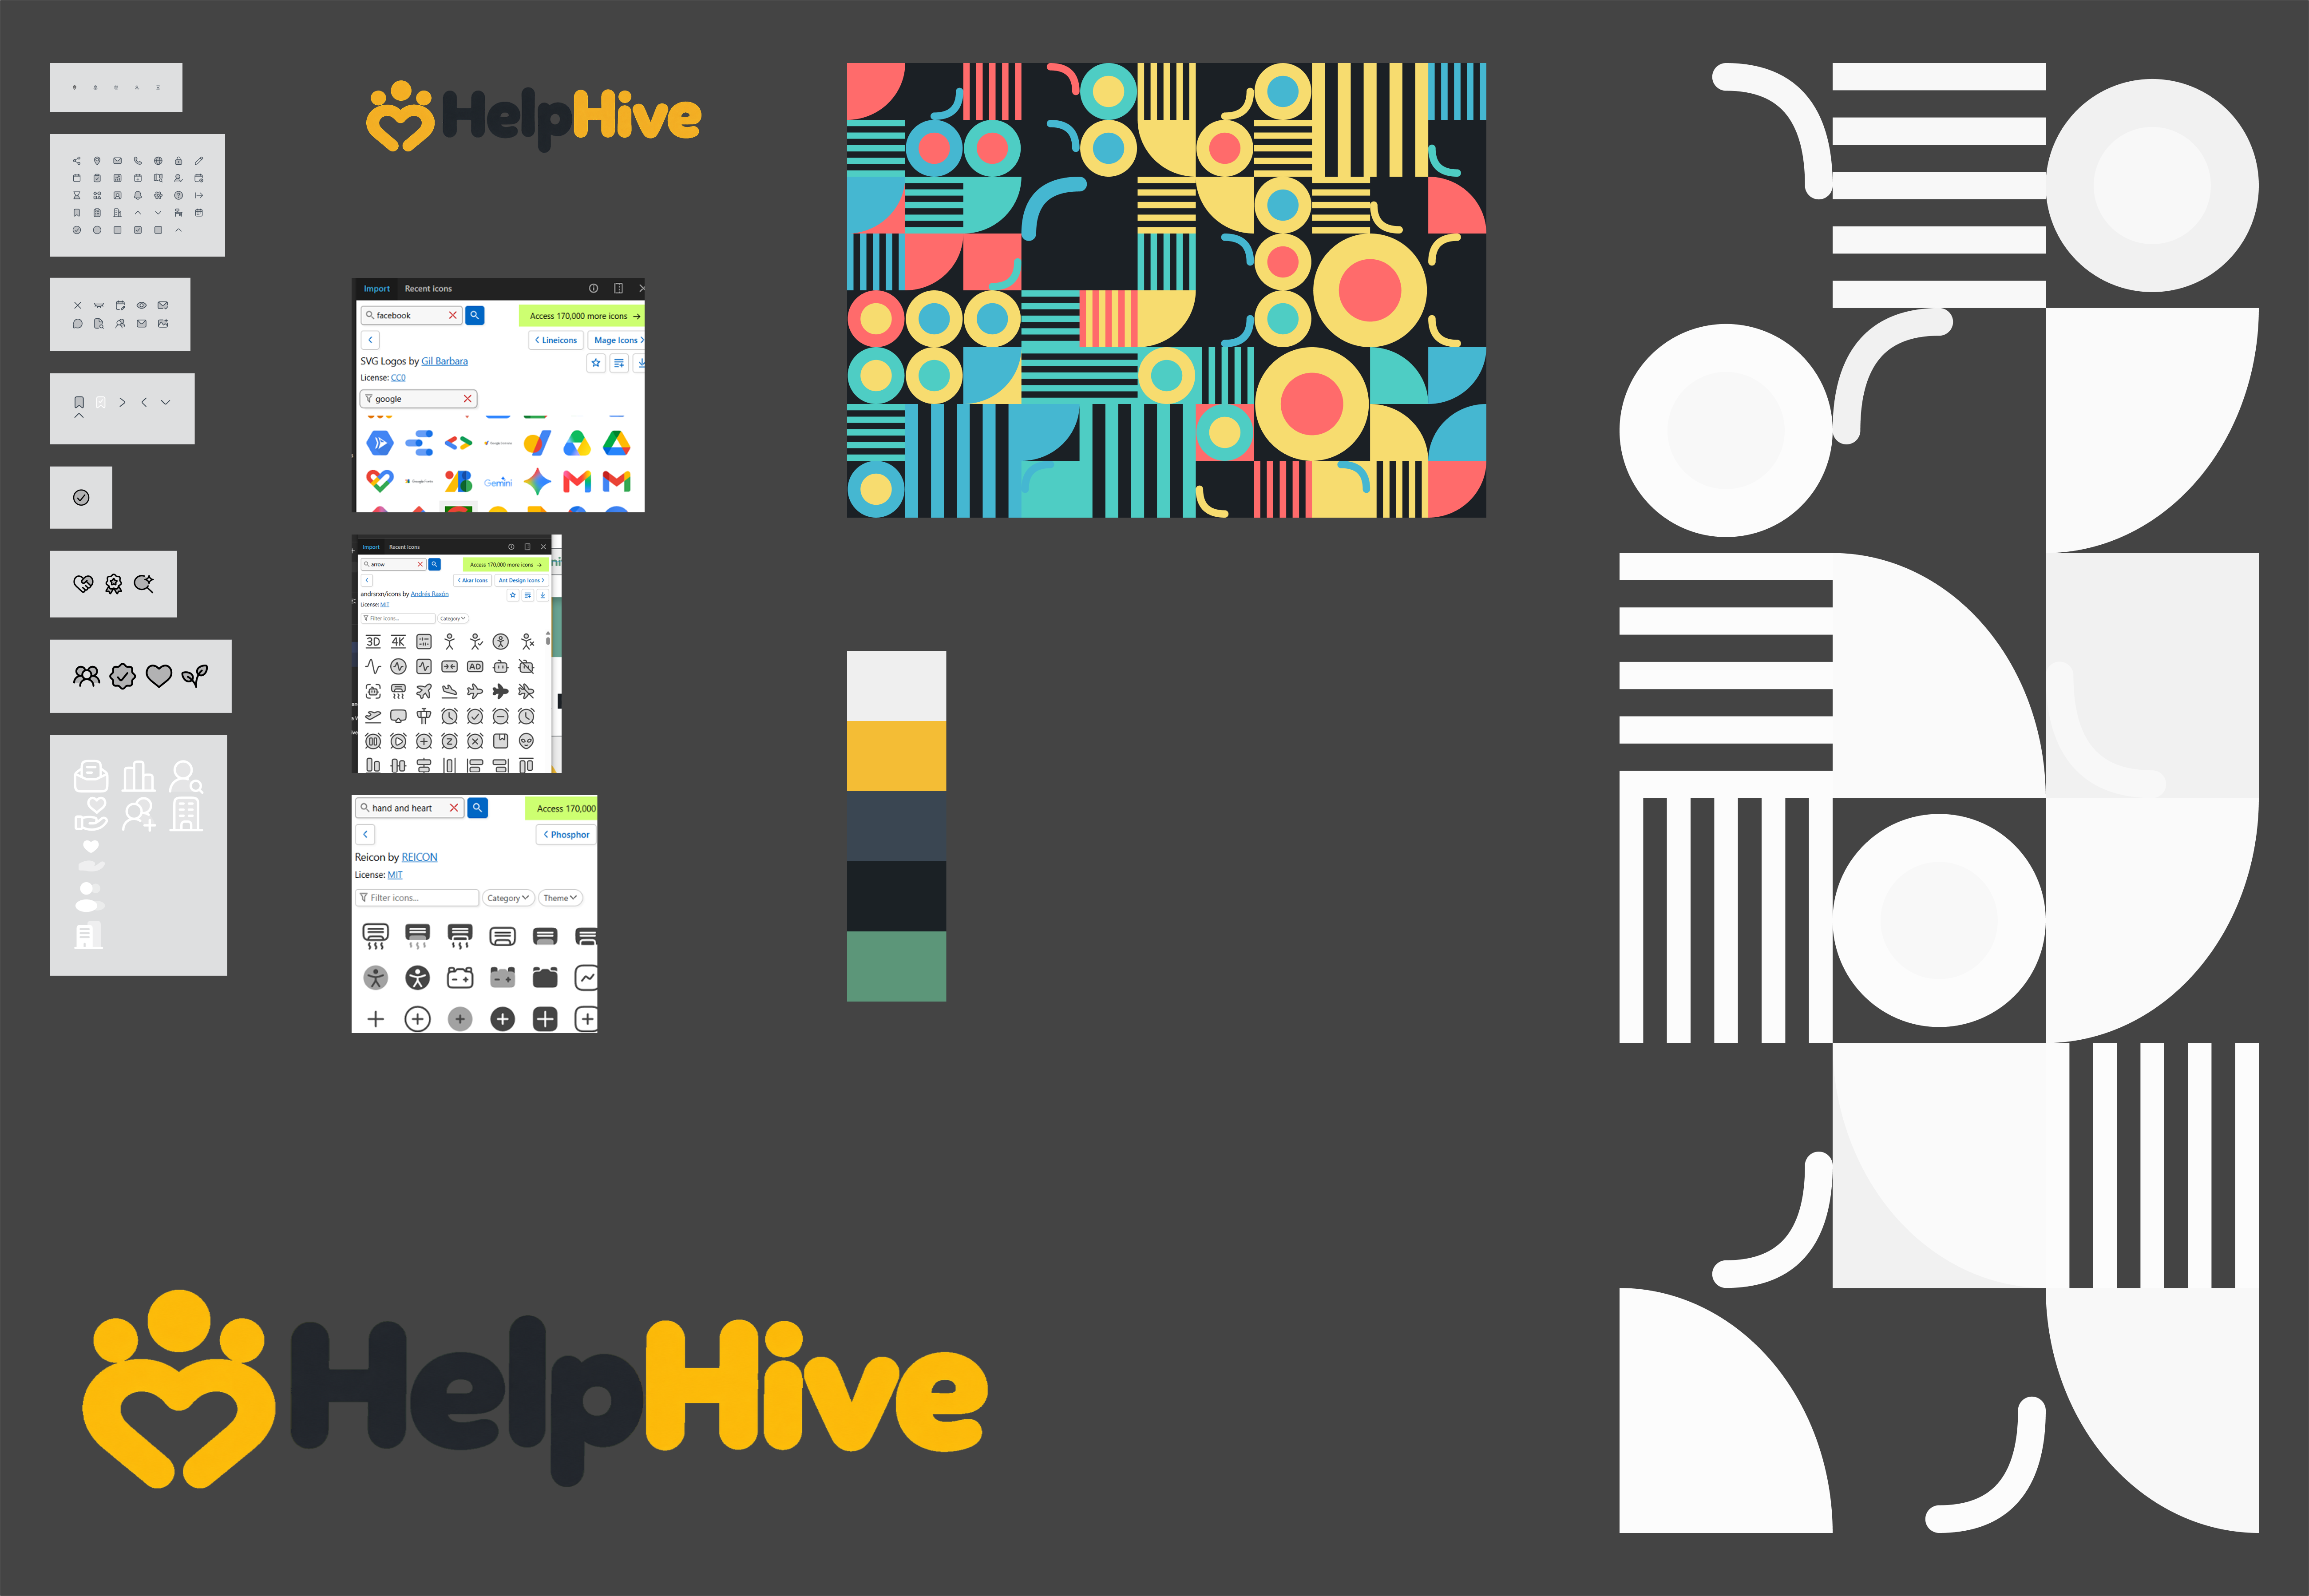 HelpHive
Import Recent icons
facebook
Access 170,000 more icons →
Lineicons
Mage Icons
SVG Logos by Gil Barbara
License: CC0
google
Gemini
Import Recent icons
arrow
Access 170,000 more icons →
Akar Icons
Ant Design Icons
andrsrxn/icons by Andrés Raxón
License: MIT
Filter icons...
Category
3D 4K
AD
hand and heart
Access 170,000
Phosphor
Reicon by REICON
License: MIT
Filter icons...
Category
Theme
HelpHive